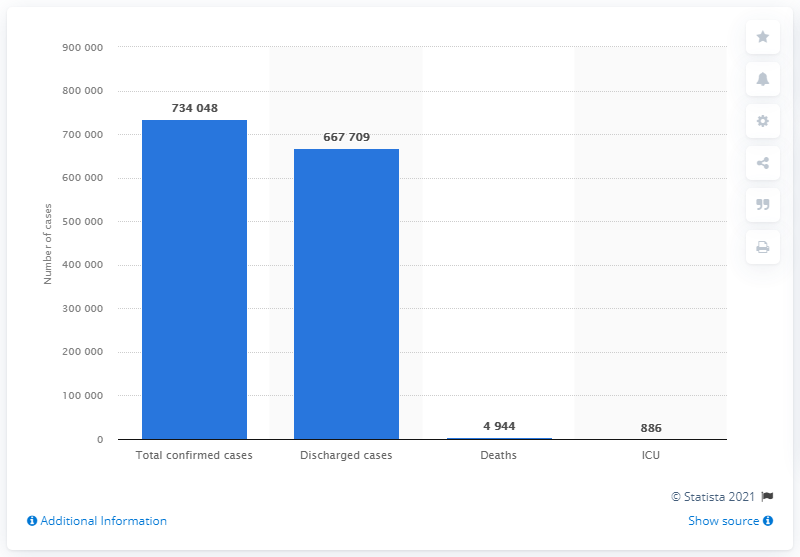 900 000
800 000
700 000
600 000
500 000
400 000
300 000
200 000
100 000
0
Number of cases
734 048
667 709
4 944
886
Total confirmed cases
Discharged cases
Deaths
ICU
© Statista 2021
Additional Information
Show source